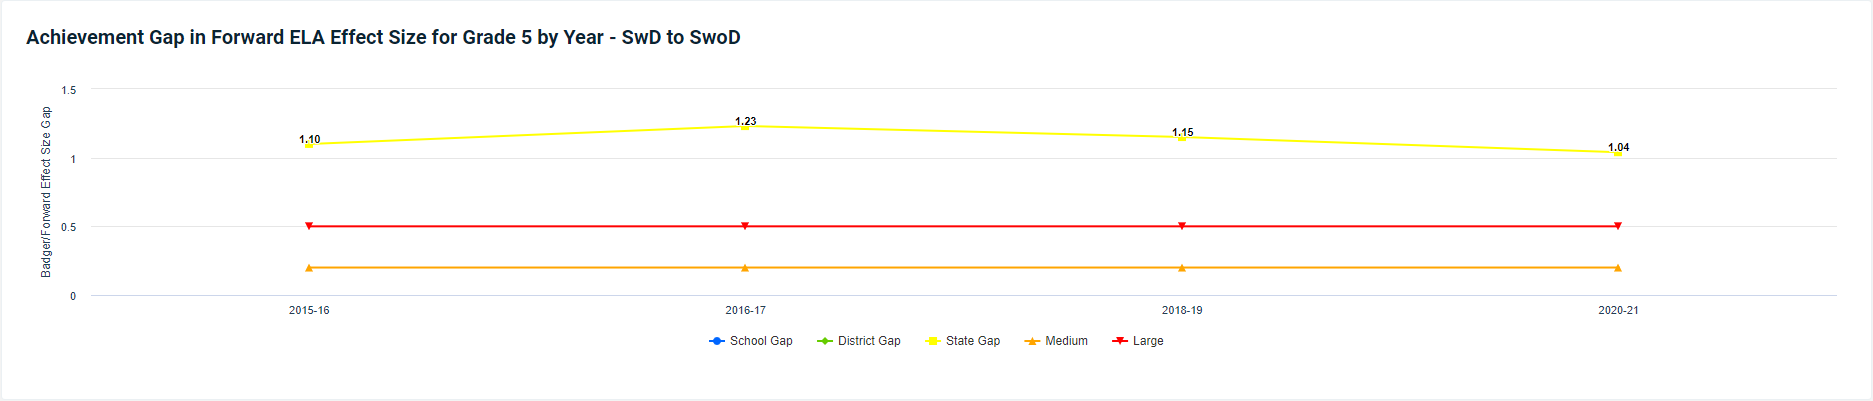 Achievement Gap in Forward ELA Effect Size for Grade 5 by Year - SwD to SwoD
Badger/Forward Effect Size Gap
1.5
1
0.5
0
1.10
1.23
1.15
1.04
2015-16
2016-17
2018-19
2020-21
School Gap
District Gap
State Gap
Medium
Large